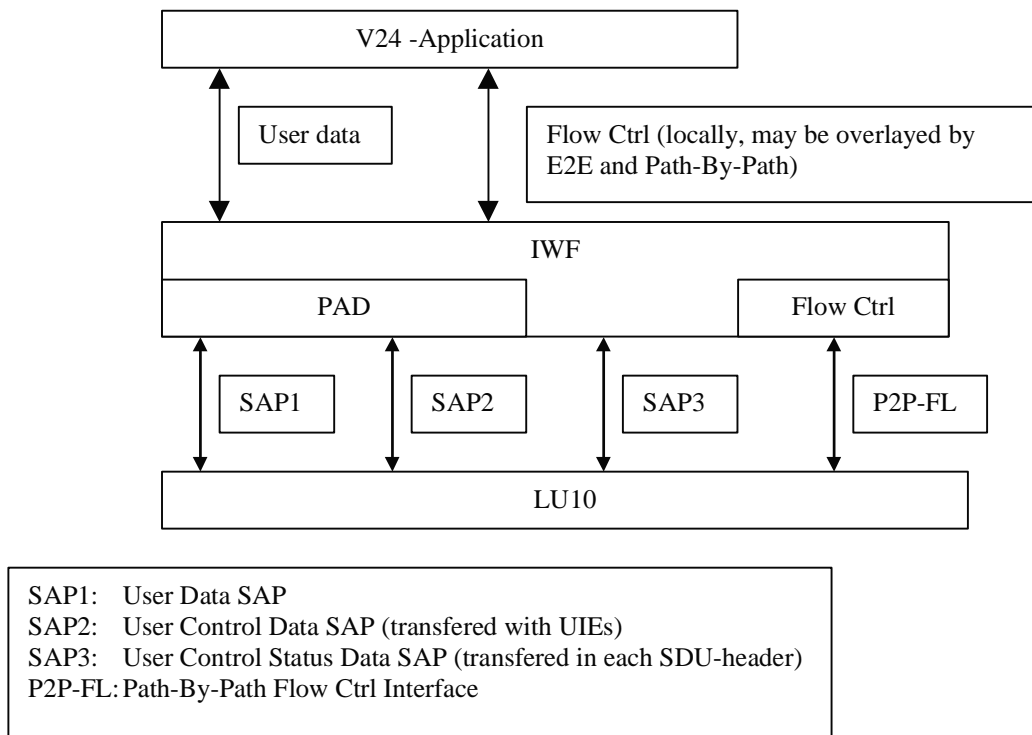 V24 -Application
User data
Flow Ctrl (locally, may be overlayed by
E2E and Path-By-Path)
IWF
PAD
Flow Ctrl
SAP1
SAP2
SAP3
P2P-FL
LU10
SAP1: User Data SAP
SAP2: User Control Data SAP (transfered with UIEs)
SAP3: User Control Status Data SAP (transfered in each SDU-header)
P2P-FL: Path-By-Path Flow Ctrl Interface